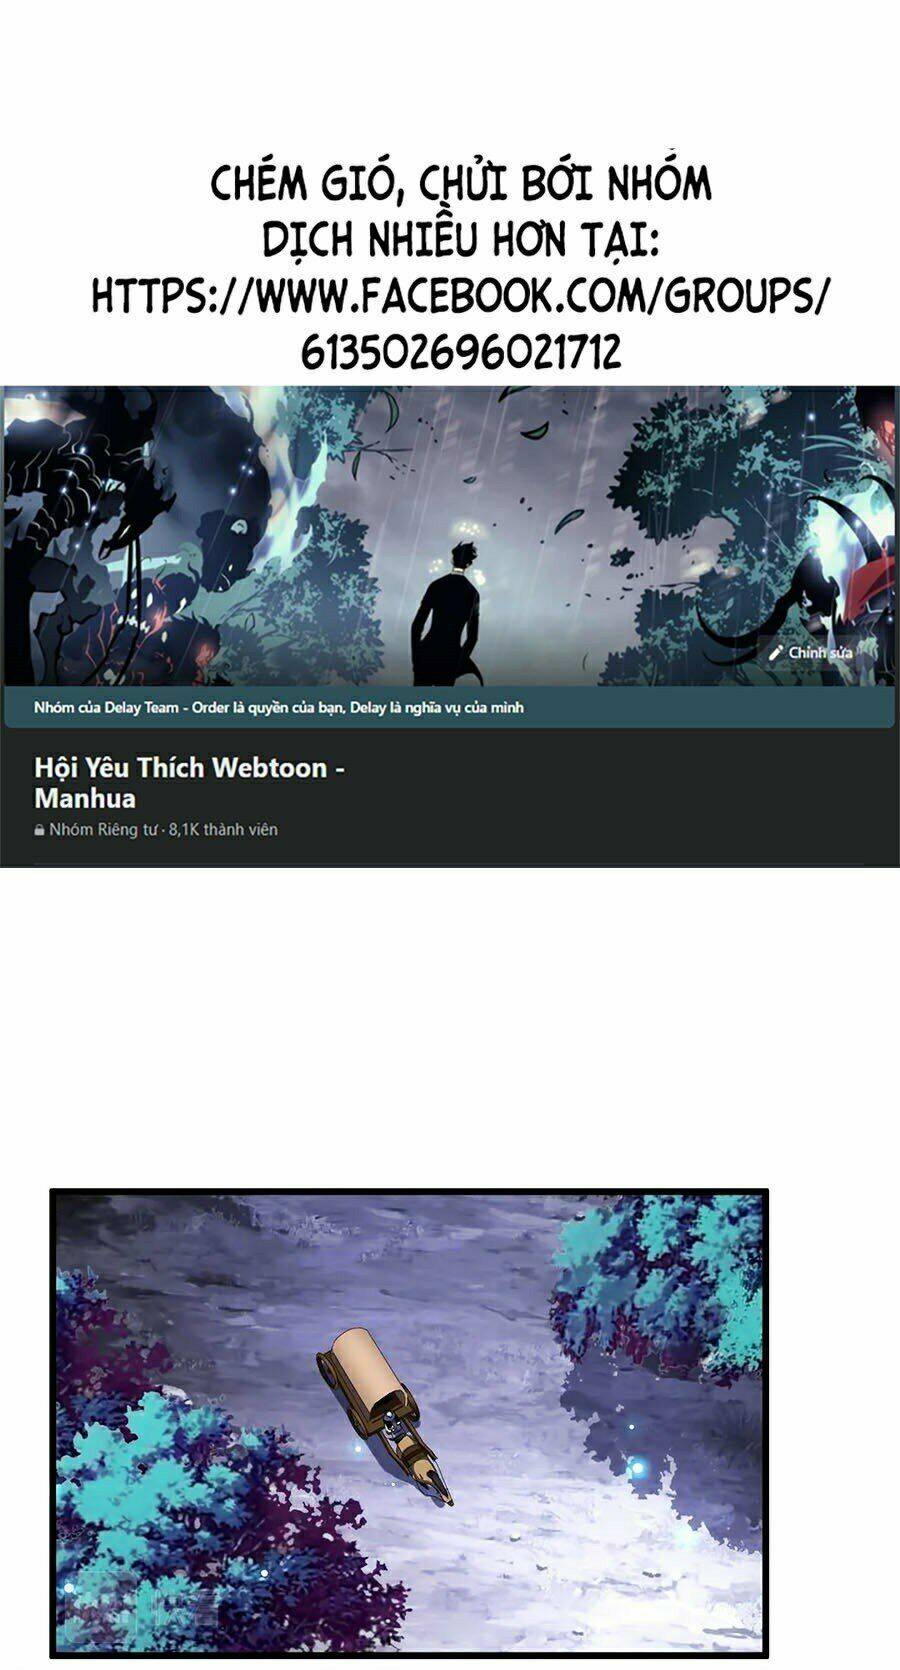 CHÉM GIÓ, CHỬI BỚI NHÓM
DỊCH NHIỀU HƠN TẠI:
HTTPS://WWW.FACEBOOK.COM/GROUPS/
613502696021712
Chỉnh sửa
Nhóm của Delay Team - Order là quyền của bạn, Delay là nghĩa vụ của mình
Hội Yêu Thích Webtoon -
Manhua
Nhóm Riêng tư · 8,1K thành viên